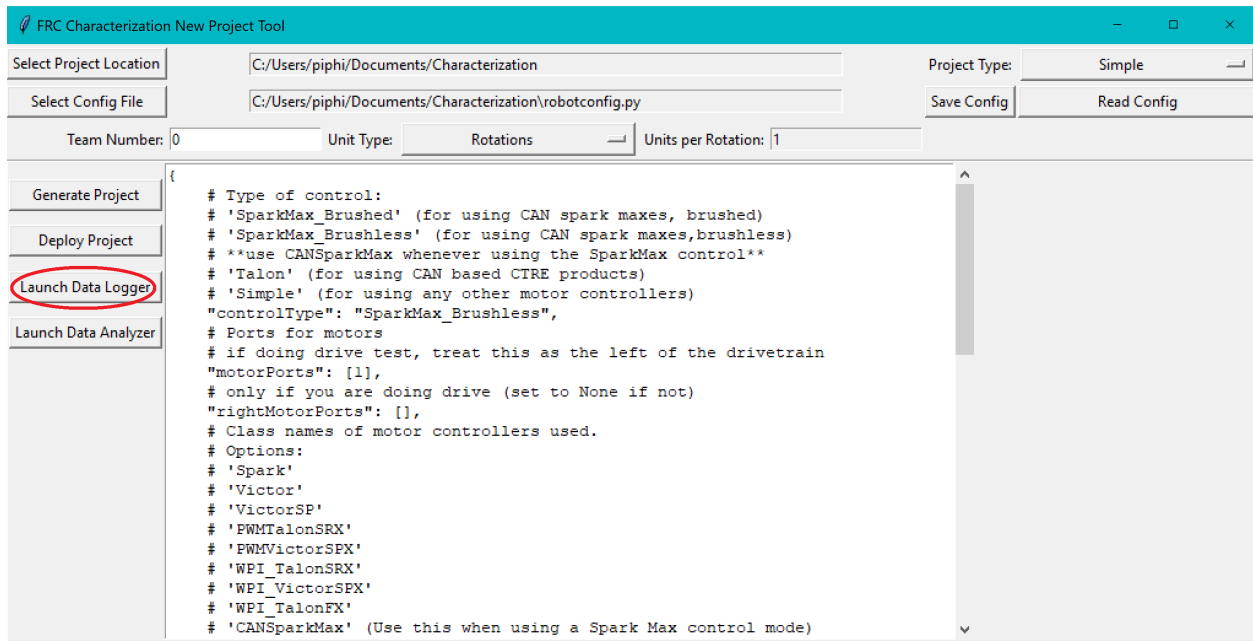 FRC Characterization New Project Tool
Select Project Location C:/Users/piphi/Documents/Characterization Project Type: Simple
Select Config File C:/Users/piphi/Documents/Characterization\robotconfig.py Save Config Read Config
Team Number: 0 Unit Type: Rotations Units per Rotation: 1
Generate Project
Deploy Project
Launch Data Logger
Launch Data Analyzer
{
# Type of control:
# 'SparkMax_Brushed' (for using CAN spark maxes, brushed)
# 'SparkMax_Brushless' (for using CAN spark maxes,brushless)
# **use CANSparkMax whenever using the SparkMax control**
# 'Talon' (for using CAN based CTRE products)
# 'Simple' (for using any other motor controllers)
"controlType": "SparkMax_Brushless",
# Ports for motors
# if doing drive test, treat this as the left of the drivetrain
"motorPorts": [1],
# only if you are doing drive (set to None if not)
"rightMotorPorts": [],
# Class names of motor controllers used.
# Options:
# 'Spark'
# 'Victor'
# 'VictorSP'
# 'PWMTalonSRX'
# 'PWMVictorSPX'
# 'WPI_TalonSRX'
# 'WPI_VictorSPX'
# 'WPI_TalonFX'
# 'CANSparkMax' (Use this when using a Spark Max control mode)